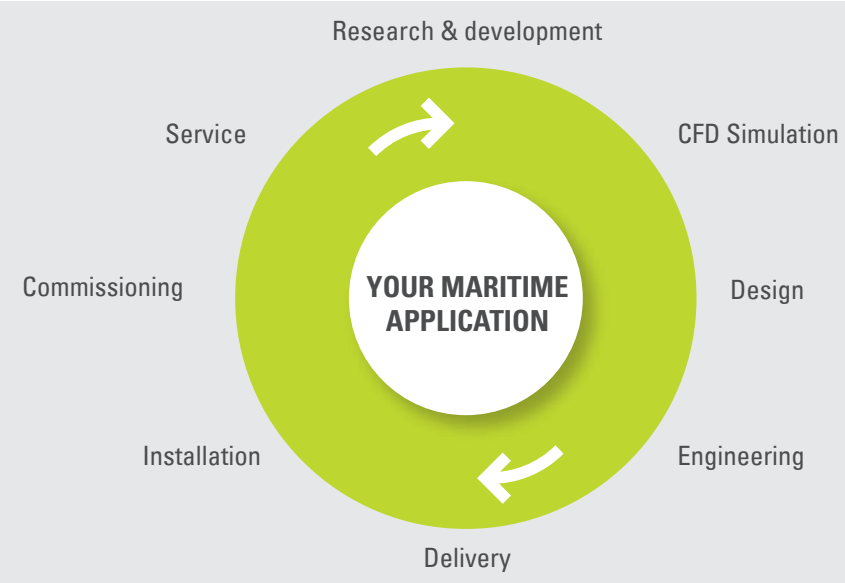 Research & development
Service
CFD Simulation
Commissioning
YOUR MARITIME
APPLICATION
Design
Installation
Engineering
Delivery